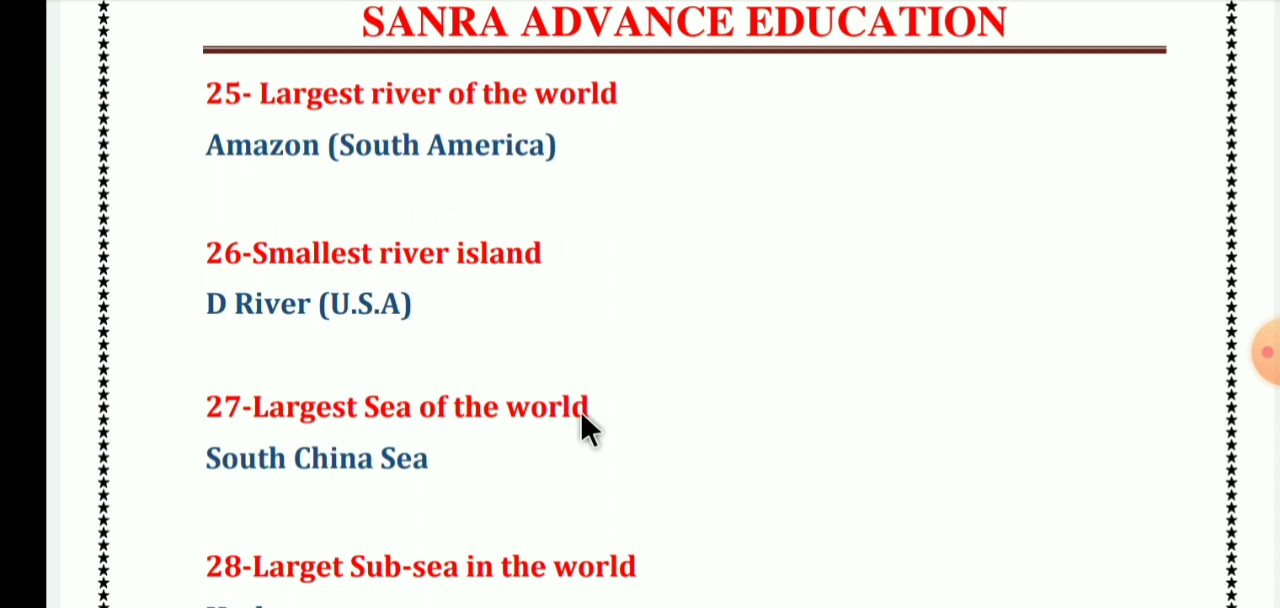 SANRA ADVANCE EDUCATION
25- Largest river of the world
Amazon (South America)
26-Smallest river island
D River (U.S.A)
27-Largest Sea of the world
South China Sea
28-Larget Sub-sea in the world